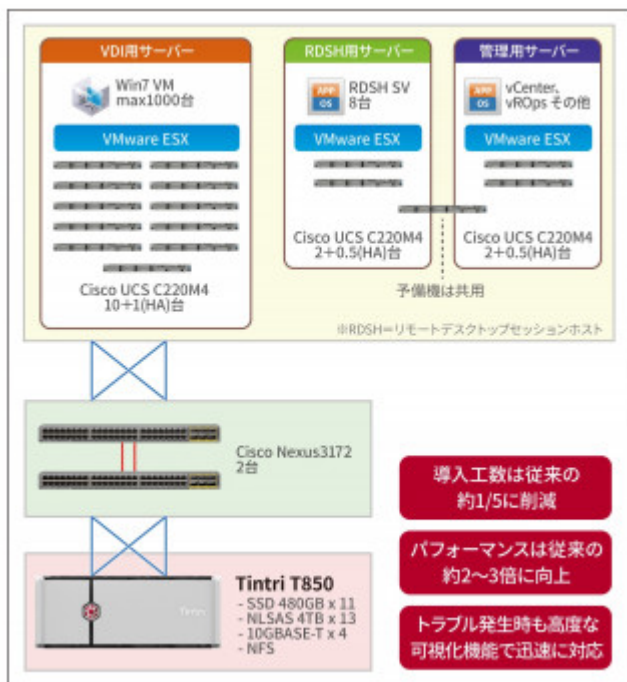 VDI用サーバー
Win7 VM
max1000台
VMware ESX
Cisco UCS C220M4
10+1(HA)台
RDSH用サーバー
APP
OS
RDSH SV
8台
VMware ESX
Cisco UCS C220M4
2+0.5(HA)台
管理用サーバー
APP
OS
vCenter、
vROps その他
VMware ESX
Cisco UCS C220M4
2+0.5(HA)台
予備機は共用
※RDSH=リモートデスクトップセッションホスト
Cisco Nexus3172
2台
Tintri
Tintri T850
- SSD 480GB x 11
- NLSAS 4TB x 13
- 10GBASE-T x 4
- NFS
導入工数は従来の
約1/5に削減
パフォーマンスは従来の
約2～3倍に向上
トラブル発生時も高度な
可視化機能で迅速に対応